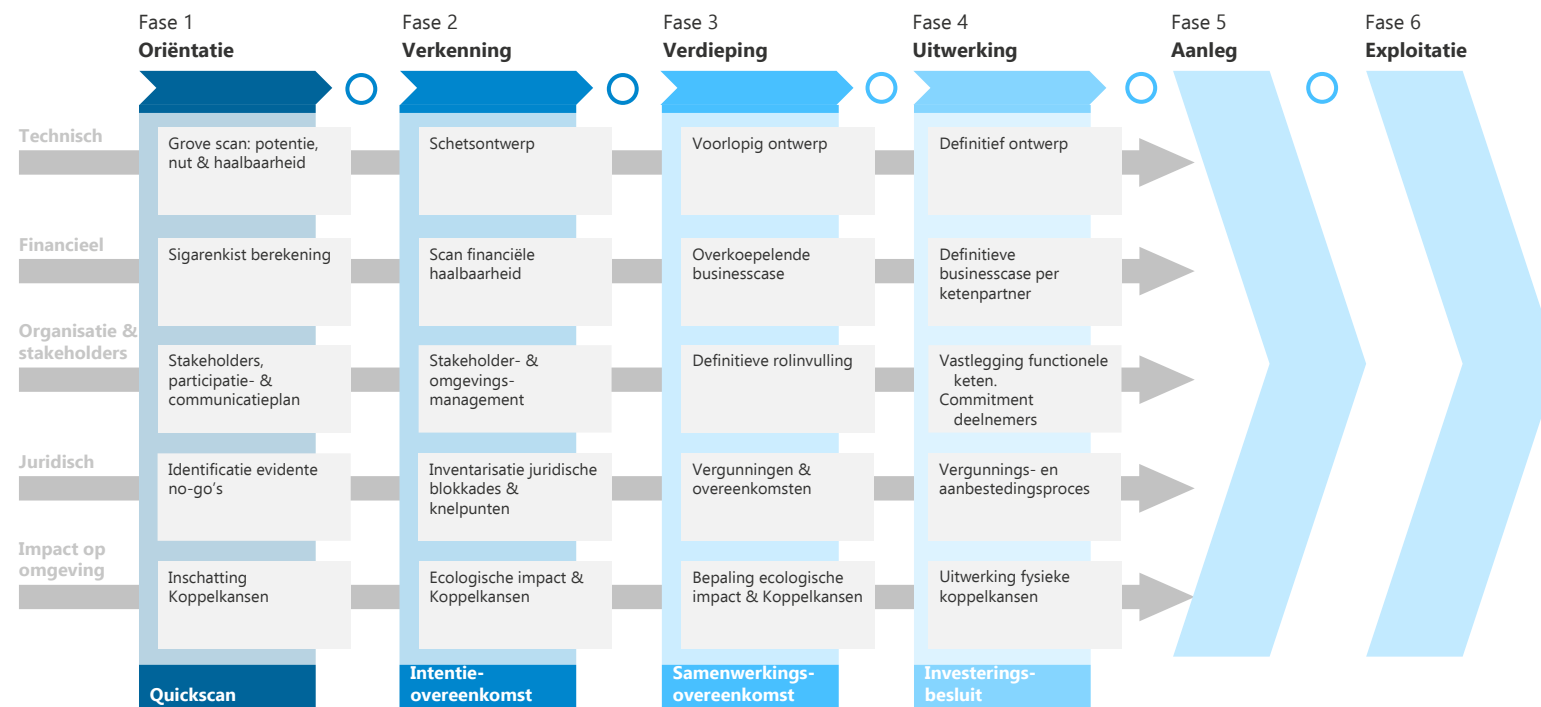 Fase 1
Oriëntatie
Fase 2
Verkenning
Fase 3
Verdieping
Fase 4
Uitwerking
Fase 5
Aanleg
Fase 6
Exploitatie
Technisch
Grove scan: potentie,
nut & haalbaarheid
Schetsontwerp
Voorlopig ontwerp
Definitief ontwerp
Financieel
Sigarenkist berekening
Scan financiële
haalbaarheid
Overkoepelende
businesscase
Definitieve
businesscase per
ketenpartner
Organisatie &
stakeholders
Stakeholders,
participatie- &
communicatieplan
Stakeholder- &
omgevings-
management
Definitieve rolinvulling
Vastlegging functionele
keten.
Commitment
deelnemers
Juridisch
Identificatie evidente
no-go's
Inventarisatie juridische
blokkades &
knelpunten
Vergunningen &
overeenkomsten
Vergunnings- en
aanbestedingsproces
Impact op
omgeving
Inschatting
Koppelkansen
Ecologische impact &
Koppelkansen
Bepaling ecologische
impact & Koppelkansen
Uitwerking fysieke
koppelkansen
Quickscan
Intentie-
overeenkomst
Samenwerkings-
overeenkomst
Investerings-
besluit